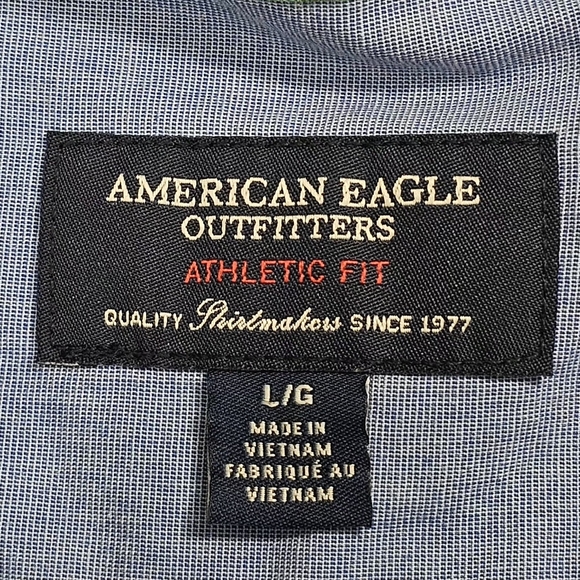 AMERICAN EAGLE
OUTFITTERS
ATHLETIC FIT
QUALITY Shirtmakers SINCE 1977
L/G
MADE IN
VIETNAM
FABRIQUÉ AU
VIETNAM